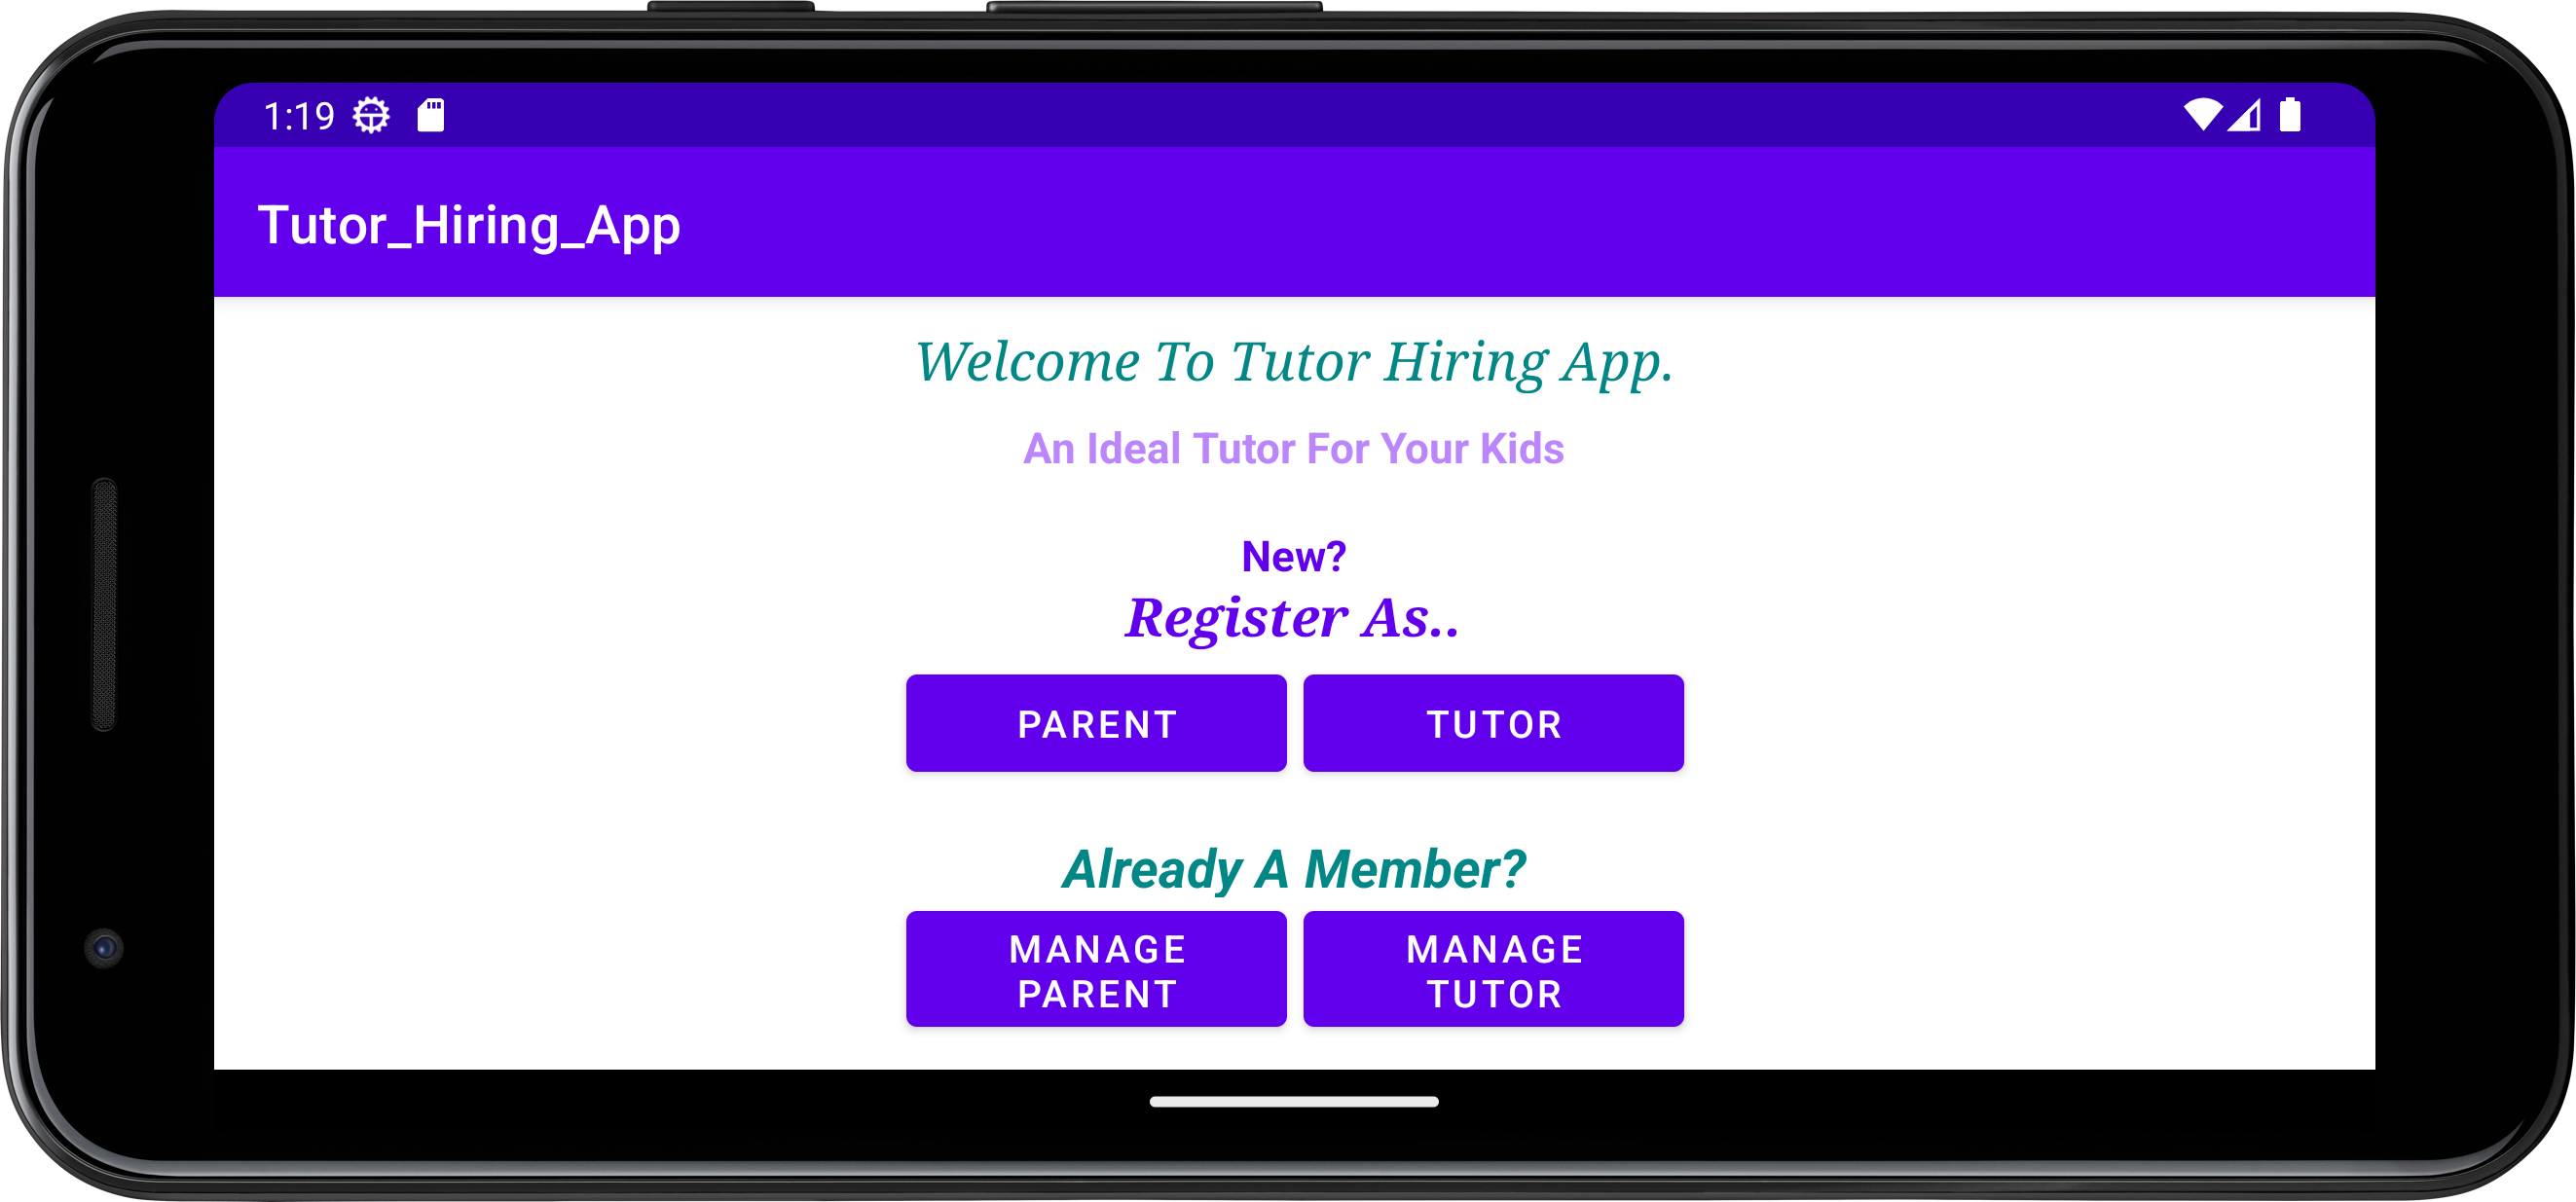 1:19
Tutor_Hiring_App
Welcome To Tutor Hiring App.
An Ideal Tutor For Your Kids
New?
Register As..
PARENT
TUTOR
Already A Member?
MANAGE
PARENT
MANAGE
TUTOR